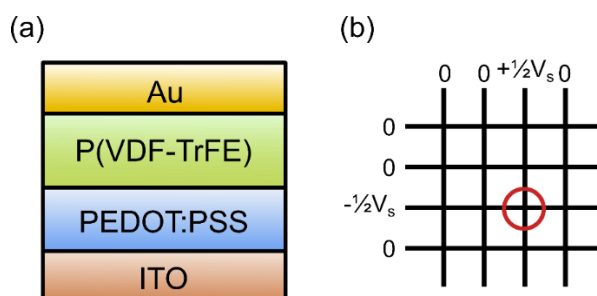 (a)
Au
P(VDF-TrFE)
PEDOT:PSS
ITO
(b)
0 0 +½Vs 0
0
0
-½Vs
0